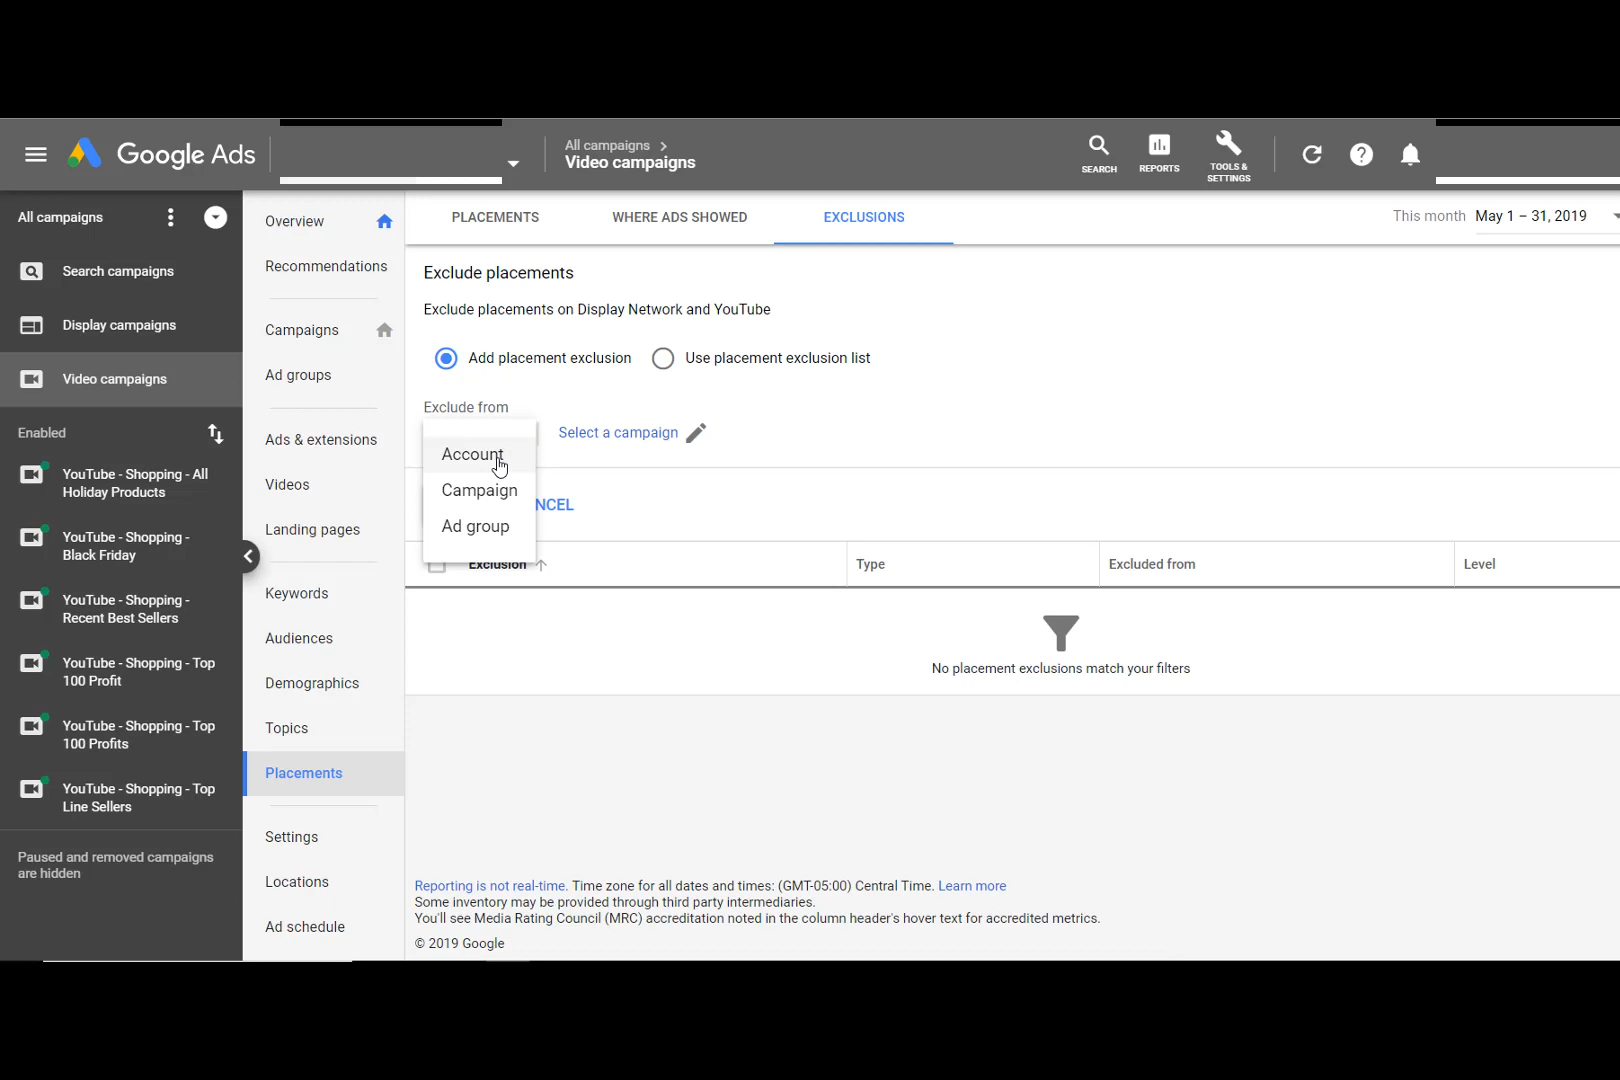 Google Ads
All campaigns >
Video campaigns
SEARCH
REPORTS
TOOLS &
SETTINGS
All campaigns
Search campaigns
Display campaigns
Video campaigns
Enabled
YouTube - Shopping - All
Holiday Products
YouTube - Shopping -
Black Friday
YouTube - Shopping -
Recent Best Sellers
YouTube - Shopping - Top
100 Profit
YouTube - Shopping - Top
100 Profits
YouTube - Shopping - Top
Line Sellers
Paused and removed campaigns
are hidden
Overview
Recommendations
Campaigns
Ad groups
Ads & extensions
Videos
Landing pages
Keywords
Audiences
Demographics
Topics
Placements
Settings
Locations
Ad schedule
PLACEMENTS
WHERE ADS SHOWED
EXCLUSIONS
This month May 1 – 31, 2019
Exclude placements
Exclude placements on Display Network and YouTube
Add placement exclusion
Use placement exclusion list
Exclude from
Select a campaign
Account
Campaign
Ad group
NCEL
Exclusion
Type
Excluded from
Level
No placement exclusions match your filters
Reporting is not real-time. Time zone for all dates and times: (GMT-05:00) Central Time. Learn more
Some inventory may be provided through third party intermediaries.
You'll see Media Rating Council (MRC) accreditation noted in the column header's hover text for accredited metrics.
© 2019 Google